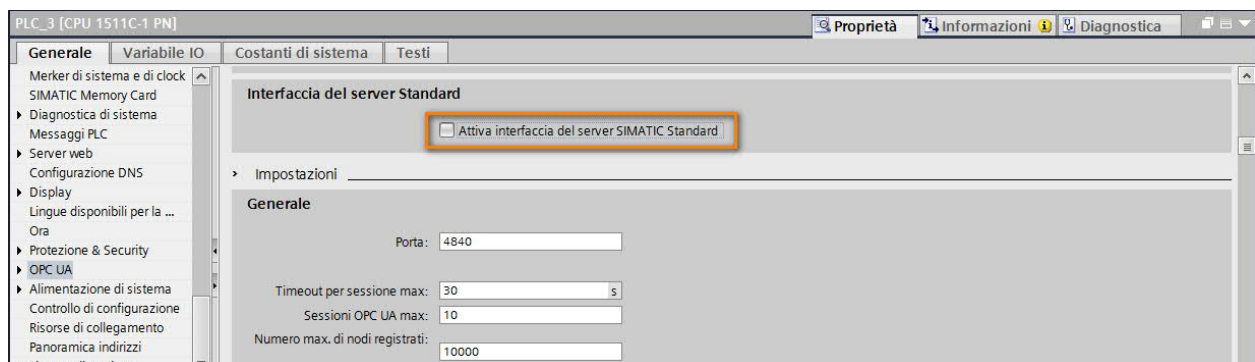 PLC_3 [CPU 1511C-1 PN]
Proprietà
Informazioni
Diagnostica
Generale
Variabile IO
Costanti di sistema
Testi
Merker di sistema e di clock
SIMATIC Memory Card
Diagnostica di sistema
Messaggi PLC
Server web
Configurazione DNS
Display
Lingue disponibili per la ...
Ora
Protezione & Security
OPC UA
Alimentazione di sistema
Controllo di configurazione
Risorse di collegamento
Panoramica indirizzi
Interfaccia del server Standard
Attiva interfaccia del server SIMATIC Standard
Impostazioni
Generale
Porta: 4840
Timeout per sessione max: 30 s
Sessioni OPC UA max: 10
Numero max. di nodi registrati:
10000